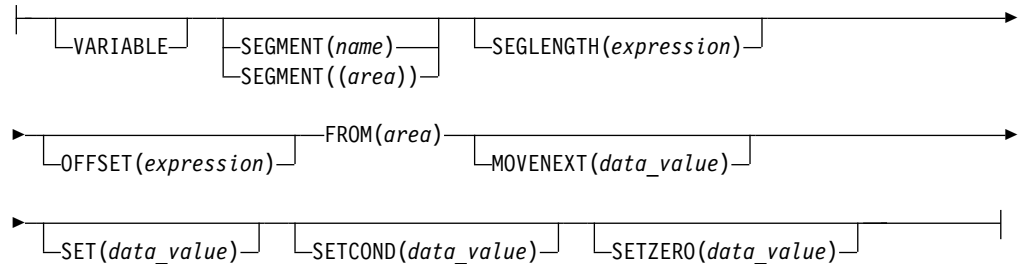 VARIABLE SEGMENT(name) SEGLENGTH(expression)
SEGMENT((area))
FROM(area)
OFFSET(expression) MOVENEXT(data_value)
SET(data_value) SETCOND(data_value) SETZERO(data_value)